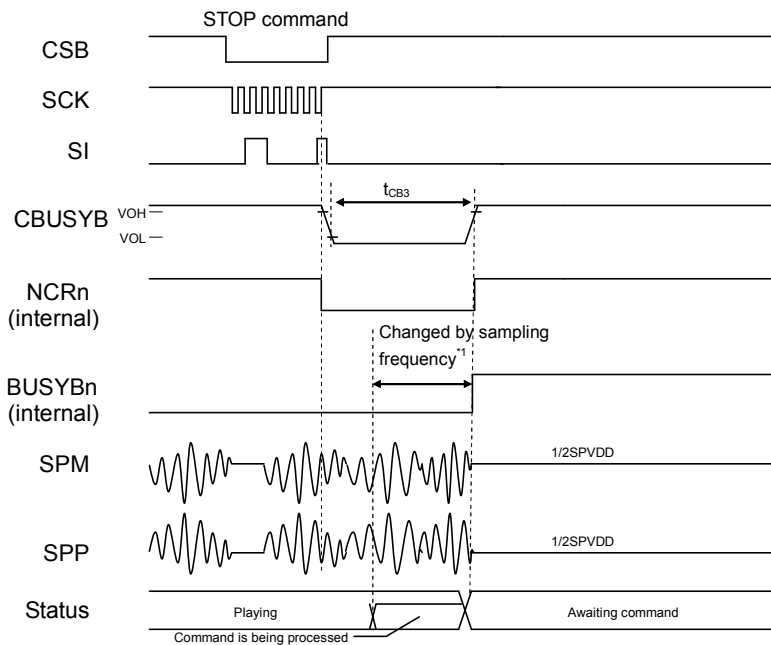 STOP command
CSB
SCK
SI
tCB3
CBUSYB
VOH
VOL
NCRn
(internal)
Changed by sampling
frequency*1
BUSYBn
(internal)
SPM
1/2SPVDD
SPP
1/2SPVDD
Status
Playing
Awaiting command
Command is being processed